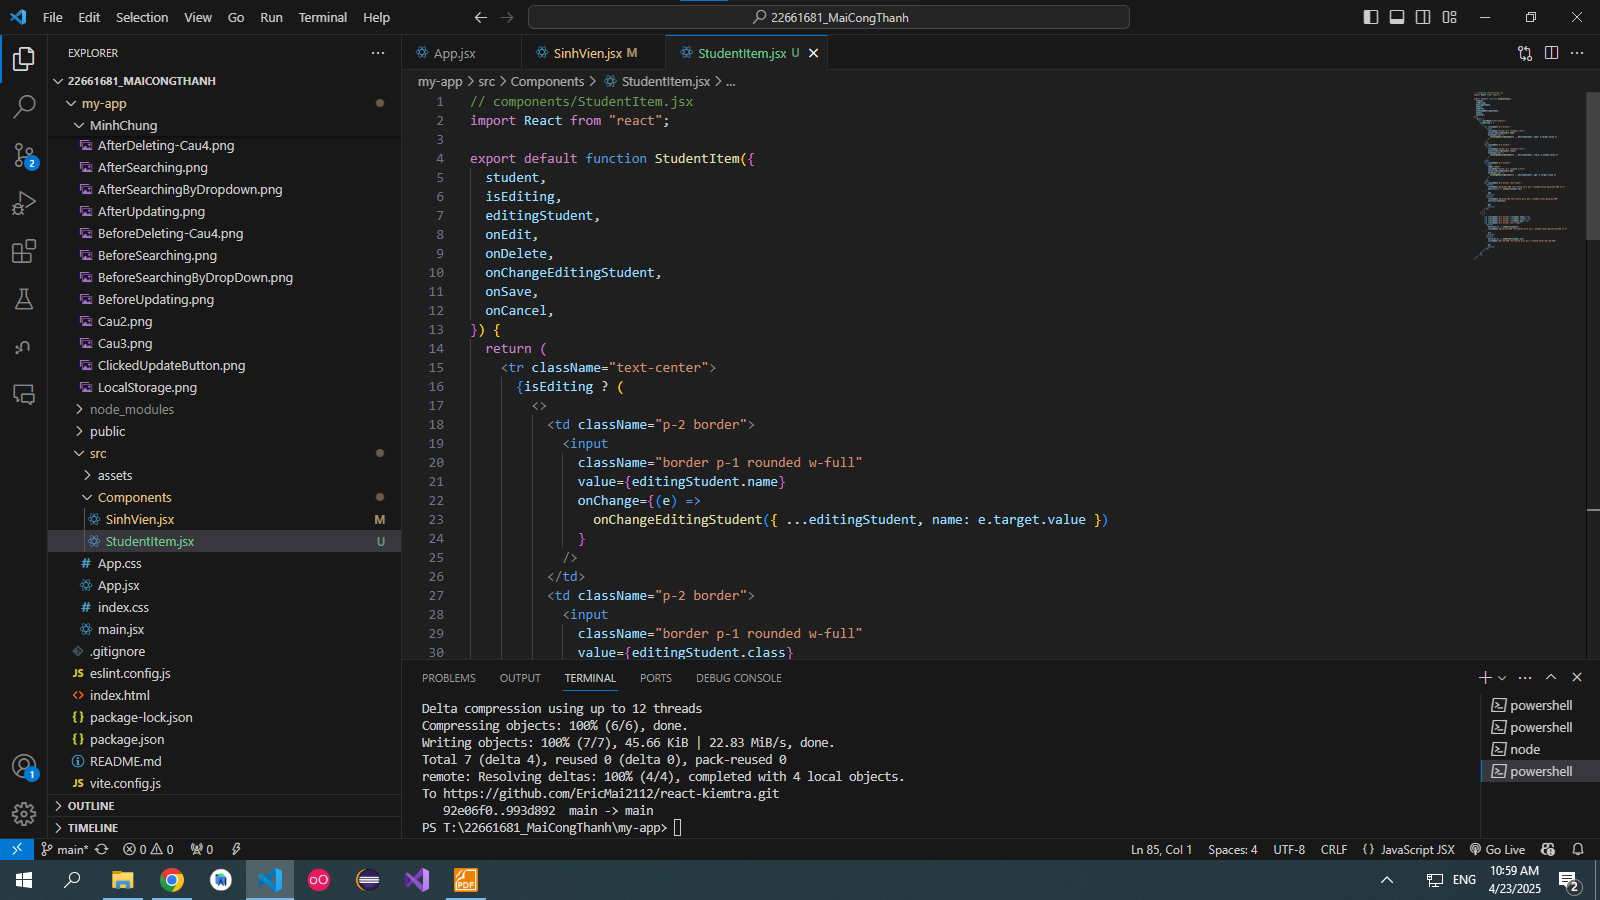 File Edit Selection View Go Run Terminal Help
22661681_MaiCongThanh
EXPLORER
22661681_MAICONGTHANH
my-app
MinhChung
AfterDeleting-Cau4.png
AfterSearching.png
AfterSearchingByDropdown.png
AfterUpdating.png
BeforeDeleting-Cau4.png
BeforeSearching.png
BeforeSearchingByDropDown.png
BeforeUpdating.png
Cau2.png
Cau3.png
ClickedUpdateButton.png
LocalStorage.png
node_modules
public
src
assets
Components
SinhVien.jsx M
StudentItem.jsx U
# App.css
App.jsx
# index.css
main.jsx
.gitignore
JS eslint.config.js
<> index.html
{} package-lock.json
{} package.json
README.md
JS vite.config.js
OUTLINE
TIMELINE
2
1
App.jsx
SinhVien.jsx M
StudentItem.jsx U
my-app > src > Components > StudentItem.jsx > ...
1 // components/StudentItem.jsx
2 import React from "react";
3
4 export default function StudentItem({
5 student,
6 isEditing,
7 editingStudent,
8 onEdit,
9 onDelete,
10 onChangeEditingStudent,
11 onSave,
12 onCancel,
13 }) {
14 return (
15 <tr className="text-center">
16 {isEditing ? (
17 <>
18 <td className="p-2 border">
19 <input
20 className="border p-1 rounded w-full"
21 value={editingStudent.name}
22 onChange={(e) =>
23 onChangeEditingStudent({ ...editingStudent, name: e.target.value })
24 }
25 />
26 </td>
27 <td className="p-2 border">
28 <input
29 className="border p-1 rounded w-full"
30 value={editingStudent.class}
PROBLEMS OUTPUT TERMINAL PORTS DEBUG CONSOLE
Delta compression using up to 12 threads
Compressing objects: 100% (6/6), done.
Writing objects: 100% (7/7), 45.66 KiB | 22.83 MiB/s, done.
Total 7 (delta 4), reused 0 (delta 0), pack-reused 0
remote: Resolving deltas: 100% (4/4), completed with 4 local objects.
To https://github.com/EricMai2112/react-kiemtra.git
92e06f0..993d892 main -> main
PS T:\22661681_MaiCongThanh\my-app>
powershell
powershell
node
powershell
main* 0 0 0
Ln 85, Col 1 Spaces: 4 UTF-8 CRLF {} JavaScript JSX Go Live
PDF
ENG
10:59 AM
4/23/2025
2